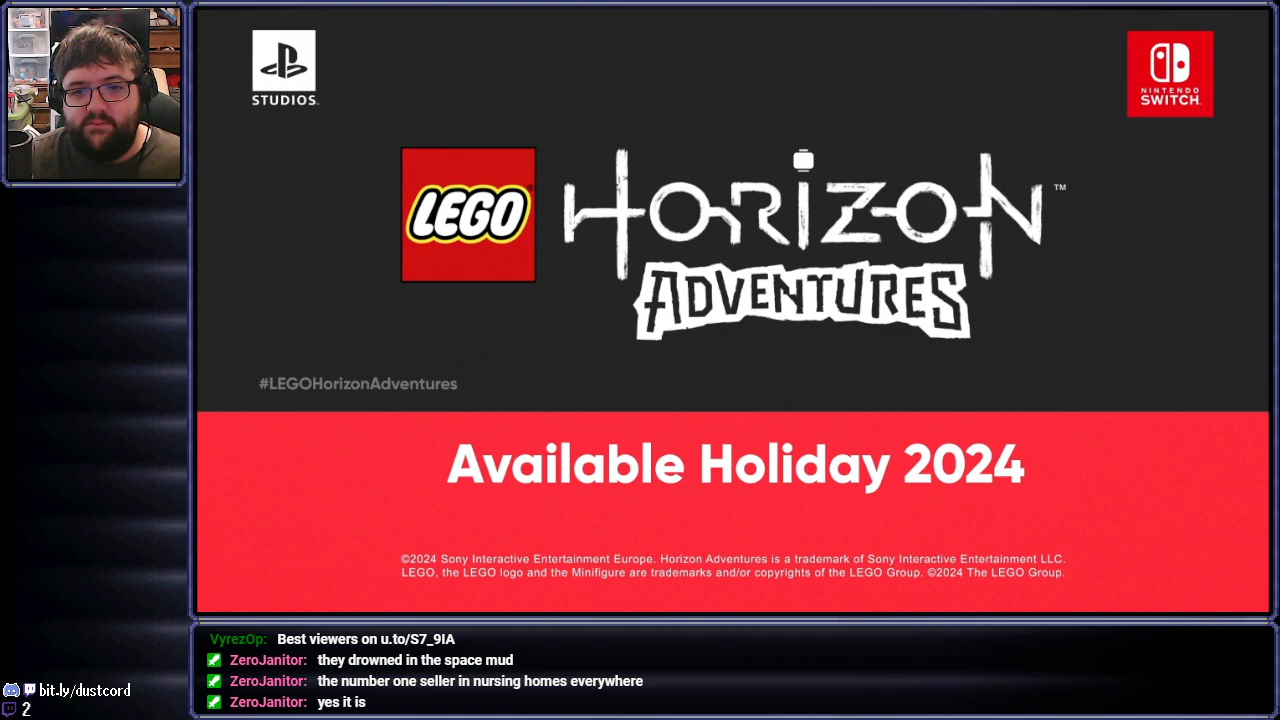 STUDIOS.
NINTENDO
SWITCH.
LEGO
HORIZON™
ADVENTURES
#LEGOHorizonAdventures
Available Holiday 2024
©2024 Sony Interactive Entertainment Europe. Horizon Adventures is a trademark of Sony Interactive Entertainment LLC.
LEGO, the LEGO logo and the Minifigure are trademarks and/or copyrights of the LEGO Group. ©2024 The LEGO Group.
VyrezOp: Best viewers on u.to/S7_9IA
ZeroJanitor: they drowned in the space mud
ZeroJanitor: the number one seller in nursing homes everywhere
ZeroJanitor: yes it is
bit.ly/dustcord
2